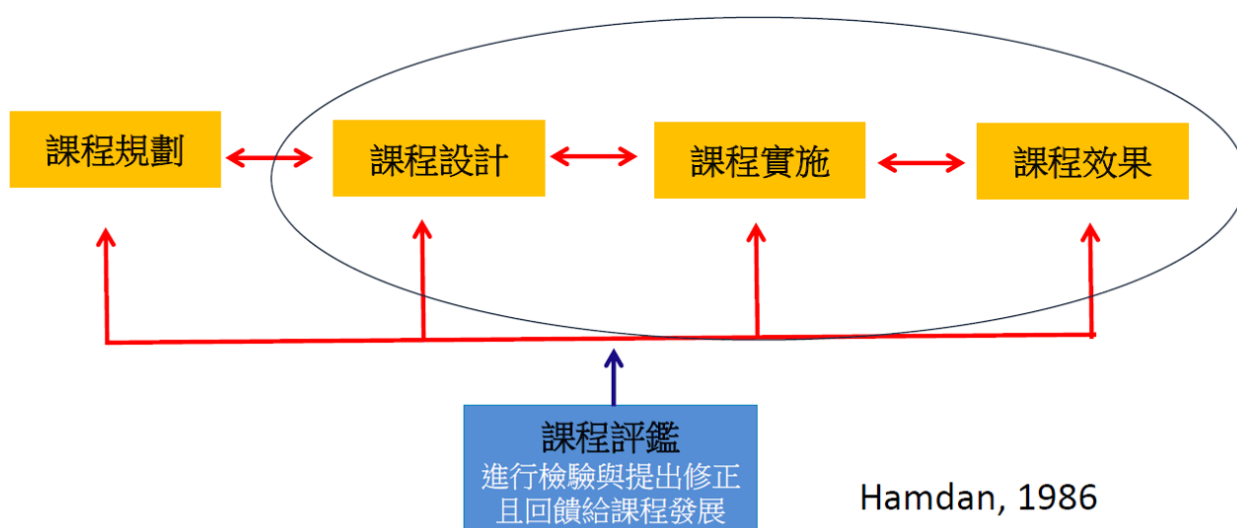 課程規劃
課程設計
課程實施
課程效果
課程評鑑
進行檢驗與提出修正
且回饋給課程發展
Hamdan, 1986